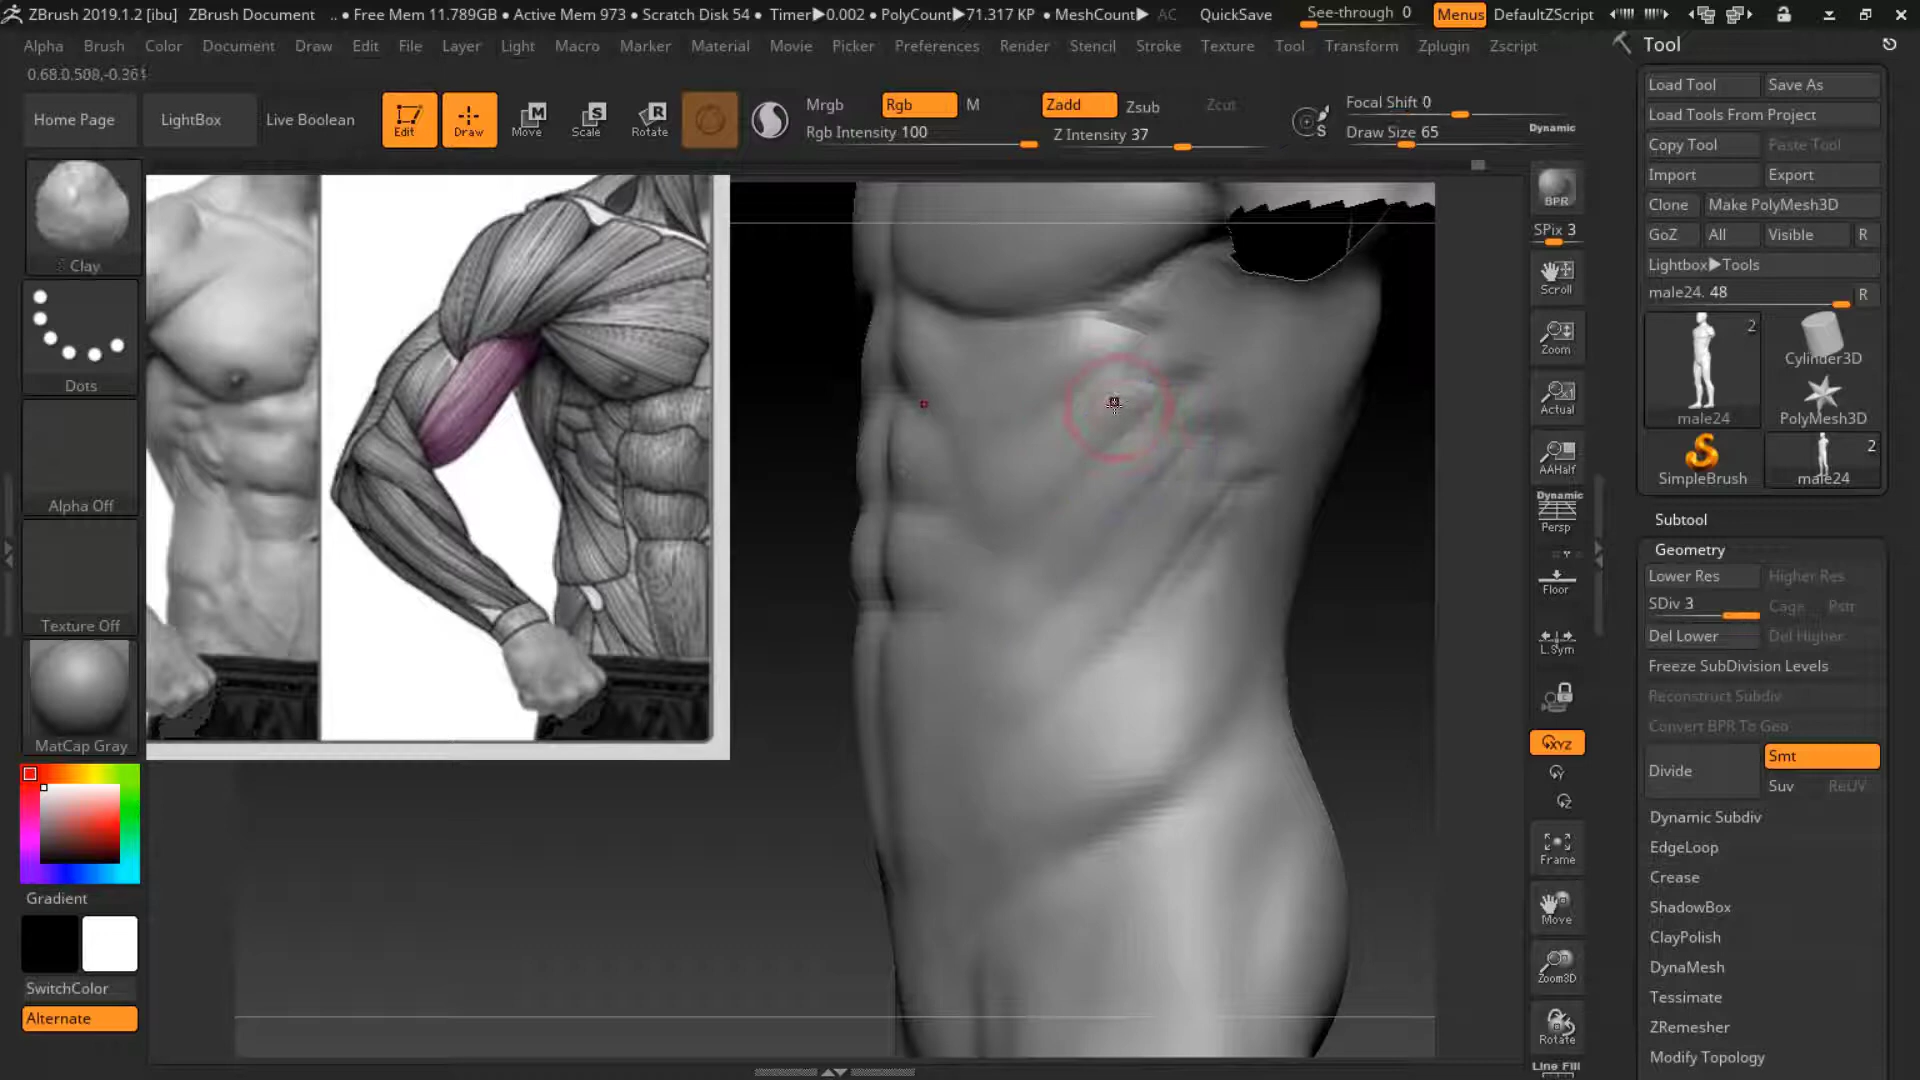 ZBrush 2019.1.2 [ibu] ZBrush Document .. ● Free Mem 11.789GB ● Active Mem 973 ● Scratch Disk 54 ● Timer▶0.002 ● PolyCount▶71.317 KP ● MeshCount▶ AC QuickSave See-through 0 Menus DefaultZScript
Alpha Brush Color Document Draw Edit File Layer Light Macro Marker Material Movie Picker Preferences Render Stencil Stroke Texture Tool Transform Zplugin Zscript
Home Page LightBox Live Boolean
Edit Draw Move Scale Rotate
M S R
Mrgb Rgb M
Rgb Intensity 100
Zadd Zsub Zcut
Z Intensity 37
S
Focal Shift 0
Draw Size 65 Dynamic
Clay
Dots
Alpha Off
Texture Off
MatCap Gray
Gradient
SwitchColor
Alternate
BPR
SPix 3
Scroll
Zoom
Actual
AAHalf
Dynamic
Persp
Floor
L.Sym
XYZ
Y
Z
Frame
Move
Zoom3D
Rotate
Line Fill
Tool
Load Tool Save As
Load Tools From Project
Copy Tool Paste Tool
Import Export
Clone Make PolyMesh3D
GoZ All Visible R
Lightbox▶Tools
male24. 48 R
2
male24
Cylinder3D
PolyMesh3D
SimpleBrush
2
male24
Subtool
Geometry
Lower Res Higher Res
SDiv 3 Cage Rstr
Del Lower Del Higher
Freeze SubDivision Levels
Reconstruct Subdiv
Convert BPR To Geo
Divide Smt
Suv ReUV
Dynamic Subdiv
EdgeLoop
Crease
ShadowBox
ClayPolish
DynaMesh
Tessimate
ZRemesher
Modify Topology